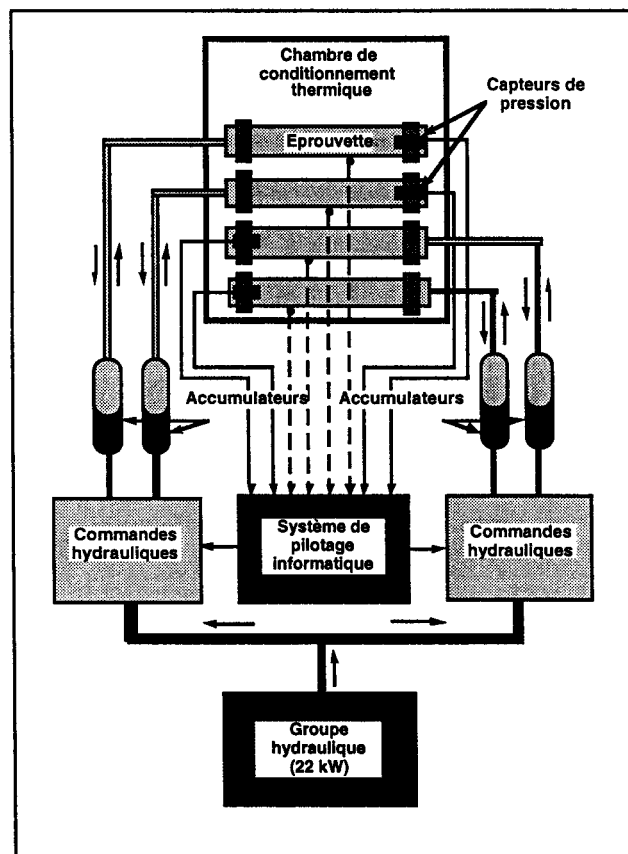 Chambre de
conditionnement
thermique
Capteurs de
pression
Eprouvette
Accumulateurs
Accumulateurs
Commandes
hydrauliques
Système de
pilotage
informatique
Commandes
hydrauliques
Groupe
hydraulique
(22 kW)